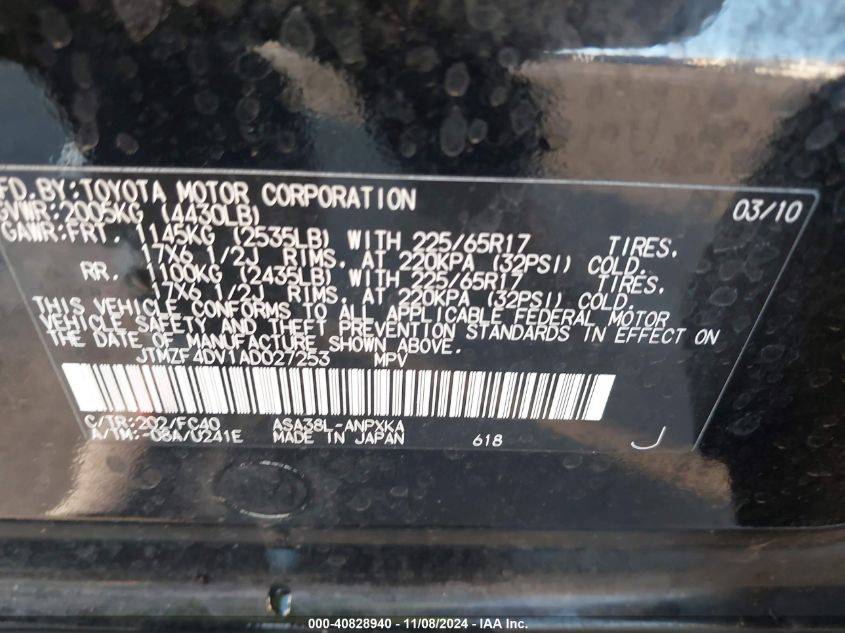 FD.BY:TOYOTA MOTOR CORPORATION 03/10
GVWR:2005KG (4430LB)
GAWR:FRT. 1145KG (2535LB) WITH 225/65R17 TIRES.
17X6 1/2J RIMS, AT 220KPA (32PSI) COLD.
RR. 1100KG (2435LB) WITH 225/65R17 TIRES.
17X6 1/2J RIMS, AT 220KPA (32PSI) COLD.
THIS VEHICLE CONFORMS TO ALL APPLICABLE FEDERAL MOTOR
VEHICLE SAFETY AND THEFT PREVENTION STANDARDS IN EFFECT ON
THE DATE OF MANUFACTURE SHOWN ABOVE.
JTMZF4DV1AD027253 MPV
C/TR:202/FC40 ASA38L-ANPXKA
A/TM:-08A/U241E MADE IN JAPAN 618 J
000-40828940 - 11/08/2024 - IAA Inc.